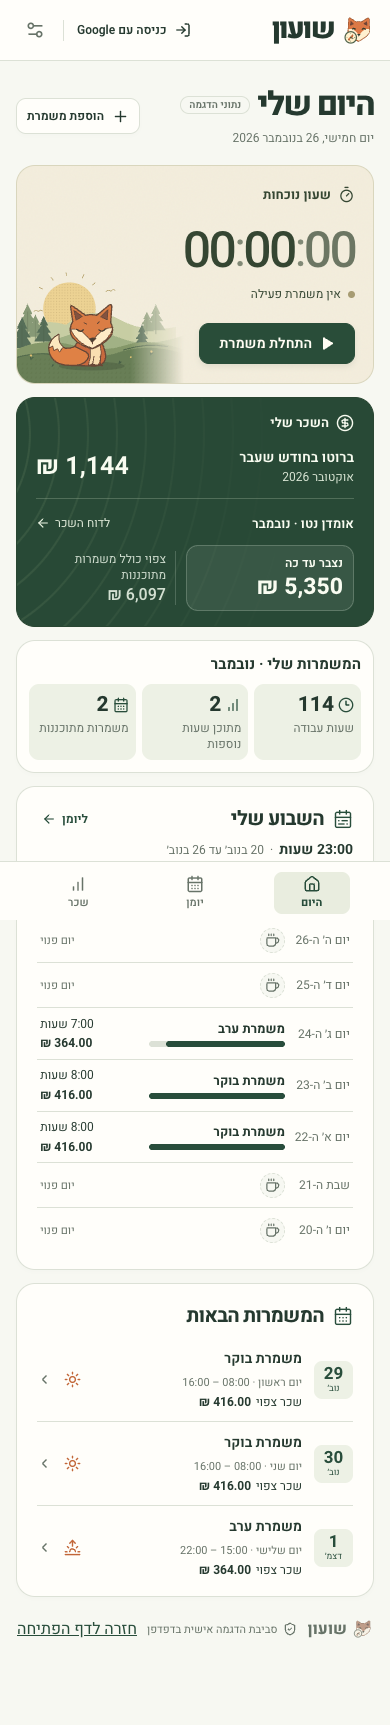 שועון
כניסה עם Google
היום שלי
נתוני הדגמה
יום חמישי, 26 בנובמבר 2026
הוספת משמרת
שעון נוכחות
00:00:00
אין משמרת פעילה
התחלת משמרת
השכר שלי
ברוטו בחודש שעבר
אוקטובר 2026
1,144 ₪
אומדן נטו · נובמבר
לדוח השכר
נצבר עד כה
5,350 ₪
צפוי כולל משמרות
מתוכננות
6,097 ₪
המשמרות שלי · נובמבר
114
שעות עבודה
2
מתוכן שעות
נוספות
2
משמרות מתוכננות
השבוע שלי
ליומן
23:00 שעות · 20 בנוב׳ עד 26 בנוב׳
היום
יומן
שכר
יום ה׳ ה-26
יום פנוי
יום ד׳ ה-25
יום פנוי
יום ג׳ ה-24
משמרת ערב
7:00 שעות
364.00 ₪
יום ב׳ ה-23
משמרת בוקר
8:00 שעות
416.00 ₪
יום א׳ ה-22
משמרת בוקר
8:00 שעות
416.00 ₪
שבת ה-21
יום פנוי
יום ו׳ ה-20
יום פנוי
המשמרות הבאות
29
נוב׳
משמרת בוקר
יום ראשון · 08:00 – 16:00
שכר צפוי 416.00 ₪
30
נוב׳
משמרת בוקר
יום שני · 08:00 – 16:00
שכר צפוי 416.00 ₪
1
דצמ׳
משמרת ערב
יום שלישי · 15:00 – 22:00
שכר צפוי 364.00 ₪
שועון
סביבת הדגמה אישית בדפדפן
חזרה לדף הפתיחה